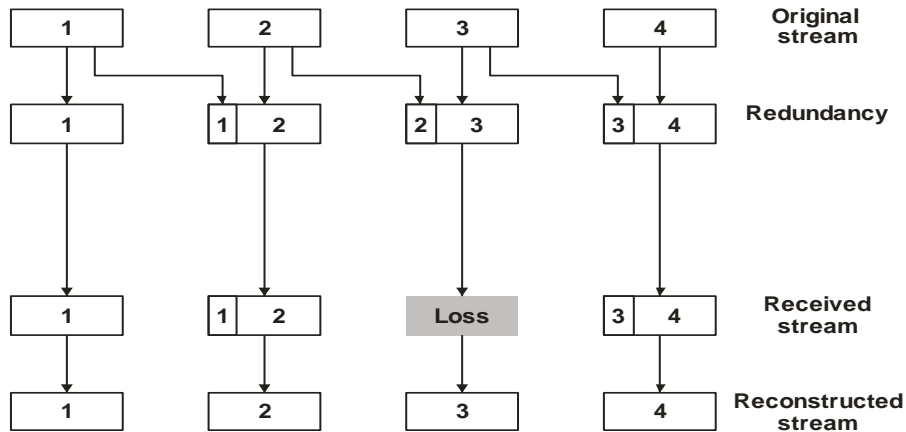 1 2 3 4 Original stream
1 1 2 2 3 3 4 Redundancy
1 1 2 Loss 3 4 Received stream
1 2 3 4 Reconstructed stream